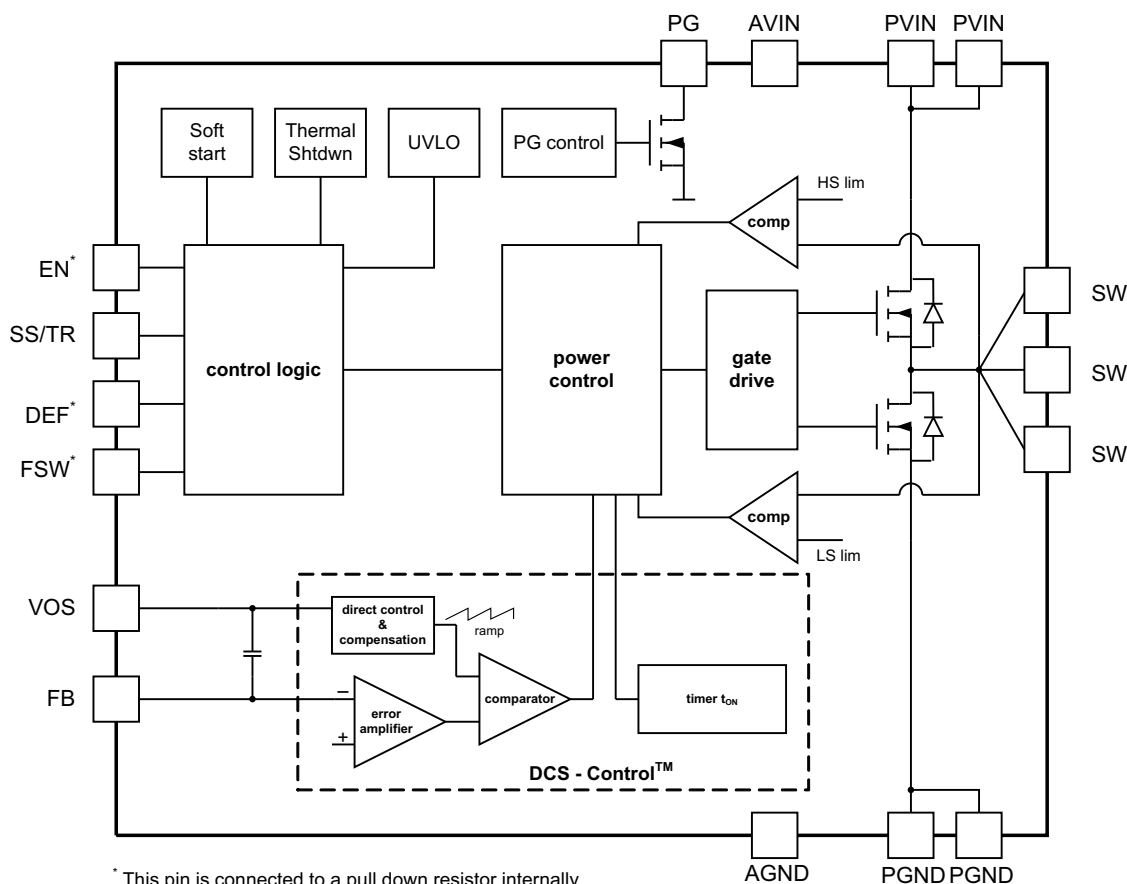 PG AVIN PVIN PVIN
Soft
start
Thermal
Shtdwn
UVLO
PG control
HS lim
comp
EN*
SS/TR
DEF*
FSW*
control logic
power
control
gate
drive
SW
SW
SW
comp
LS lim
VOS
FB
direct control
&
compensation
ramp
−
+
error
amplifier
comparator
timer tON
DCS - Control™
AGND PGND PGND
* This pin is connected to a pull down resistor internally